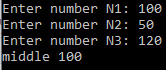 Enter number N1: 100
Enter number N2: 50
Enter number N3: 120
middle 100